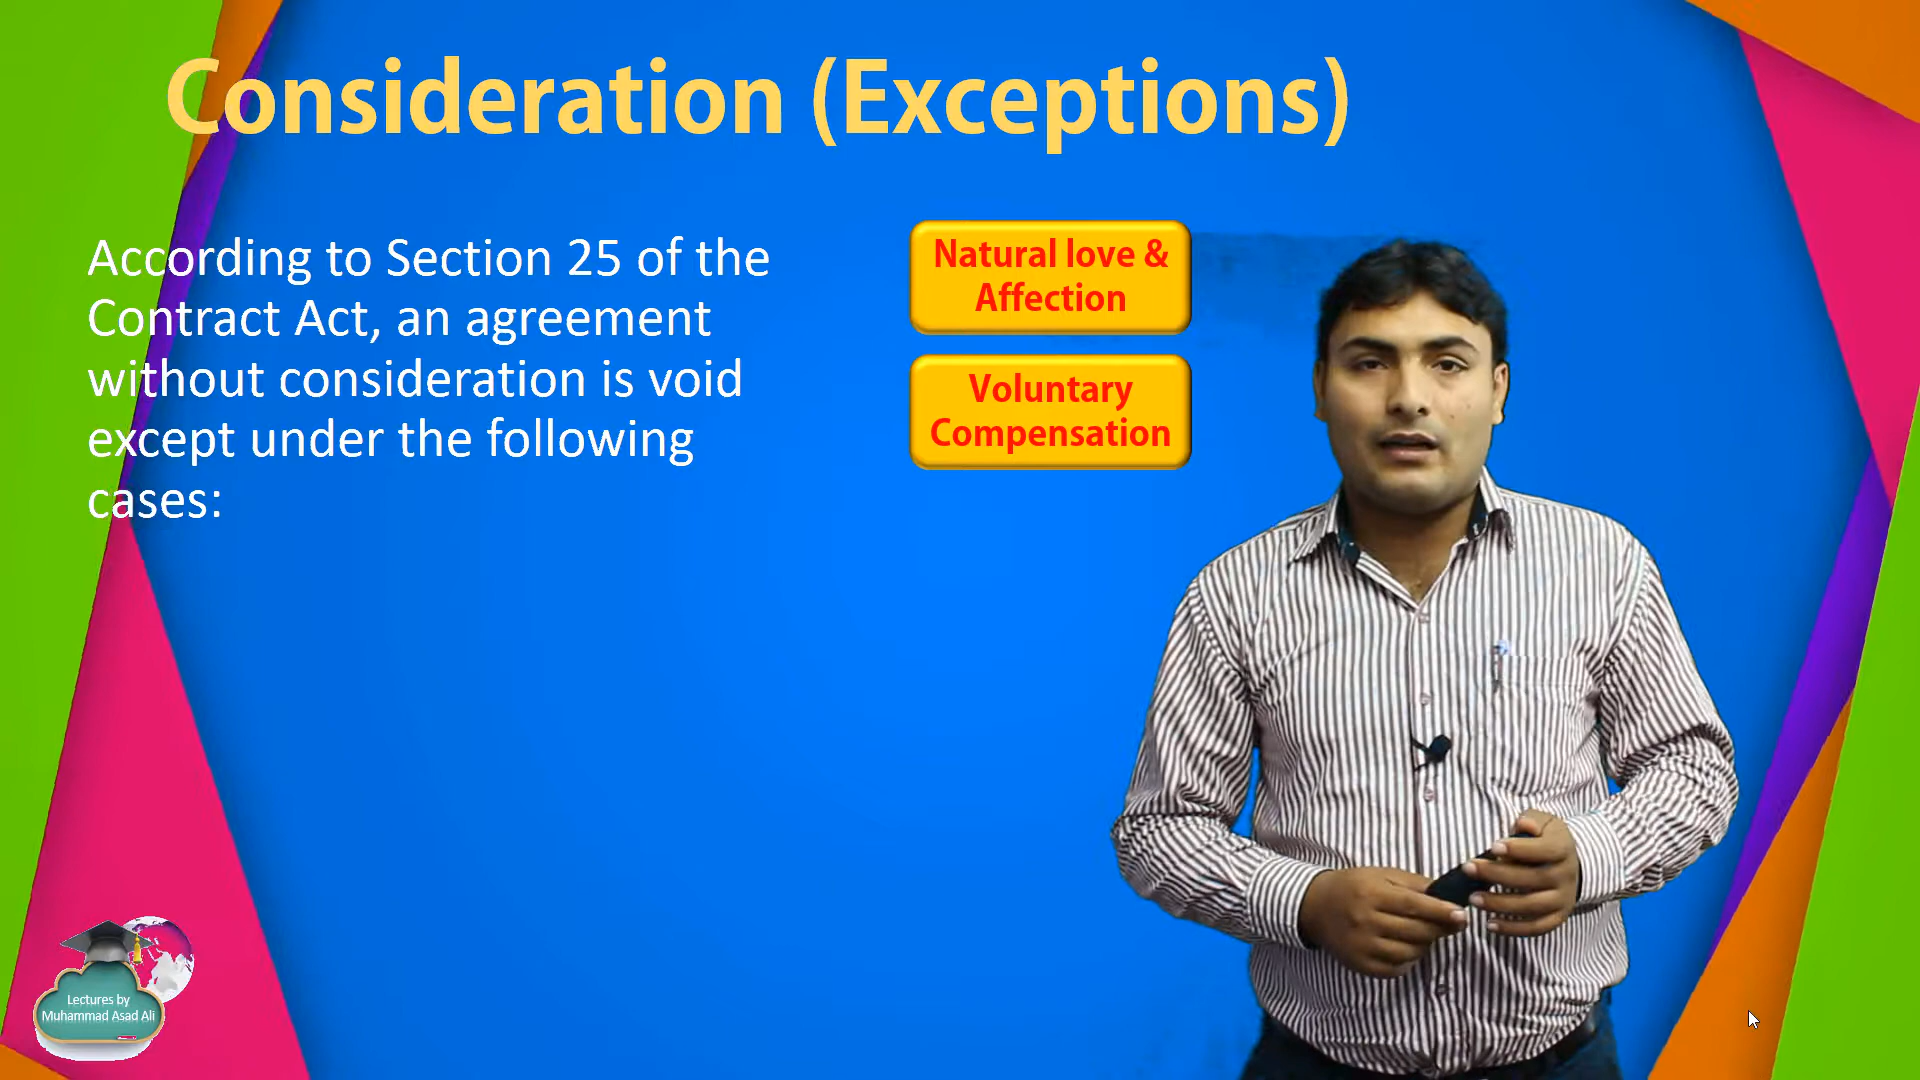 Consideration (Exceptions)
According to Section 25 of the
Contract Act, an agreement
without consideration is void
except under the following
cases:
Natural love &
Affection
Voluntary
Compensation
Lectures by
Muhammad Asad Ali